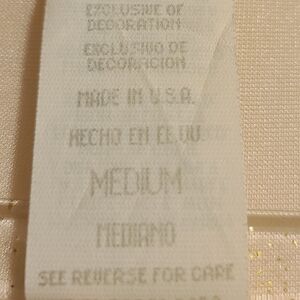 EXCLUSIVE OF
DECORATION
EXCLUSIVO DE
DECORACION
MADE IN U.S.A.
HECHO EN EE.UU.
MEDIUM
MEDIANO
SEE REVERSE FOR CARE